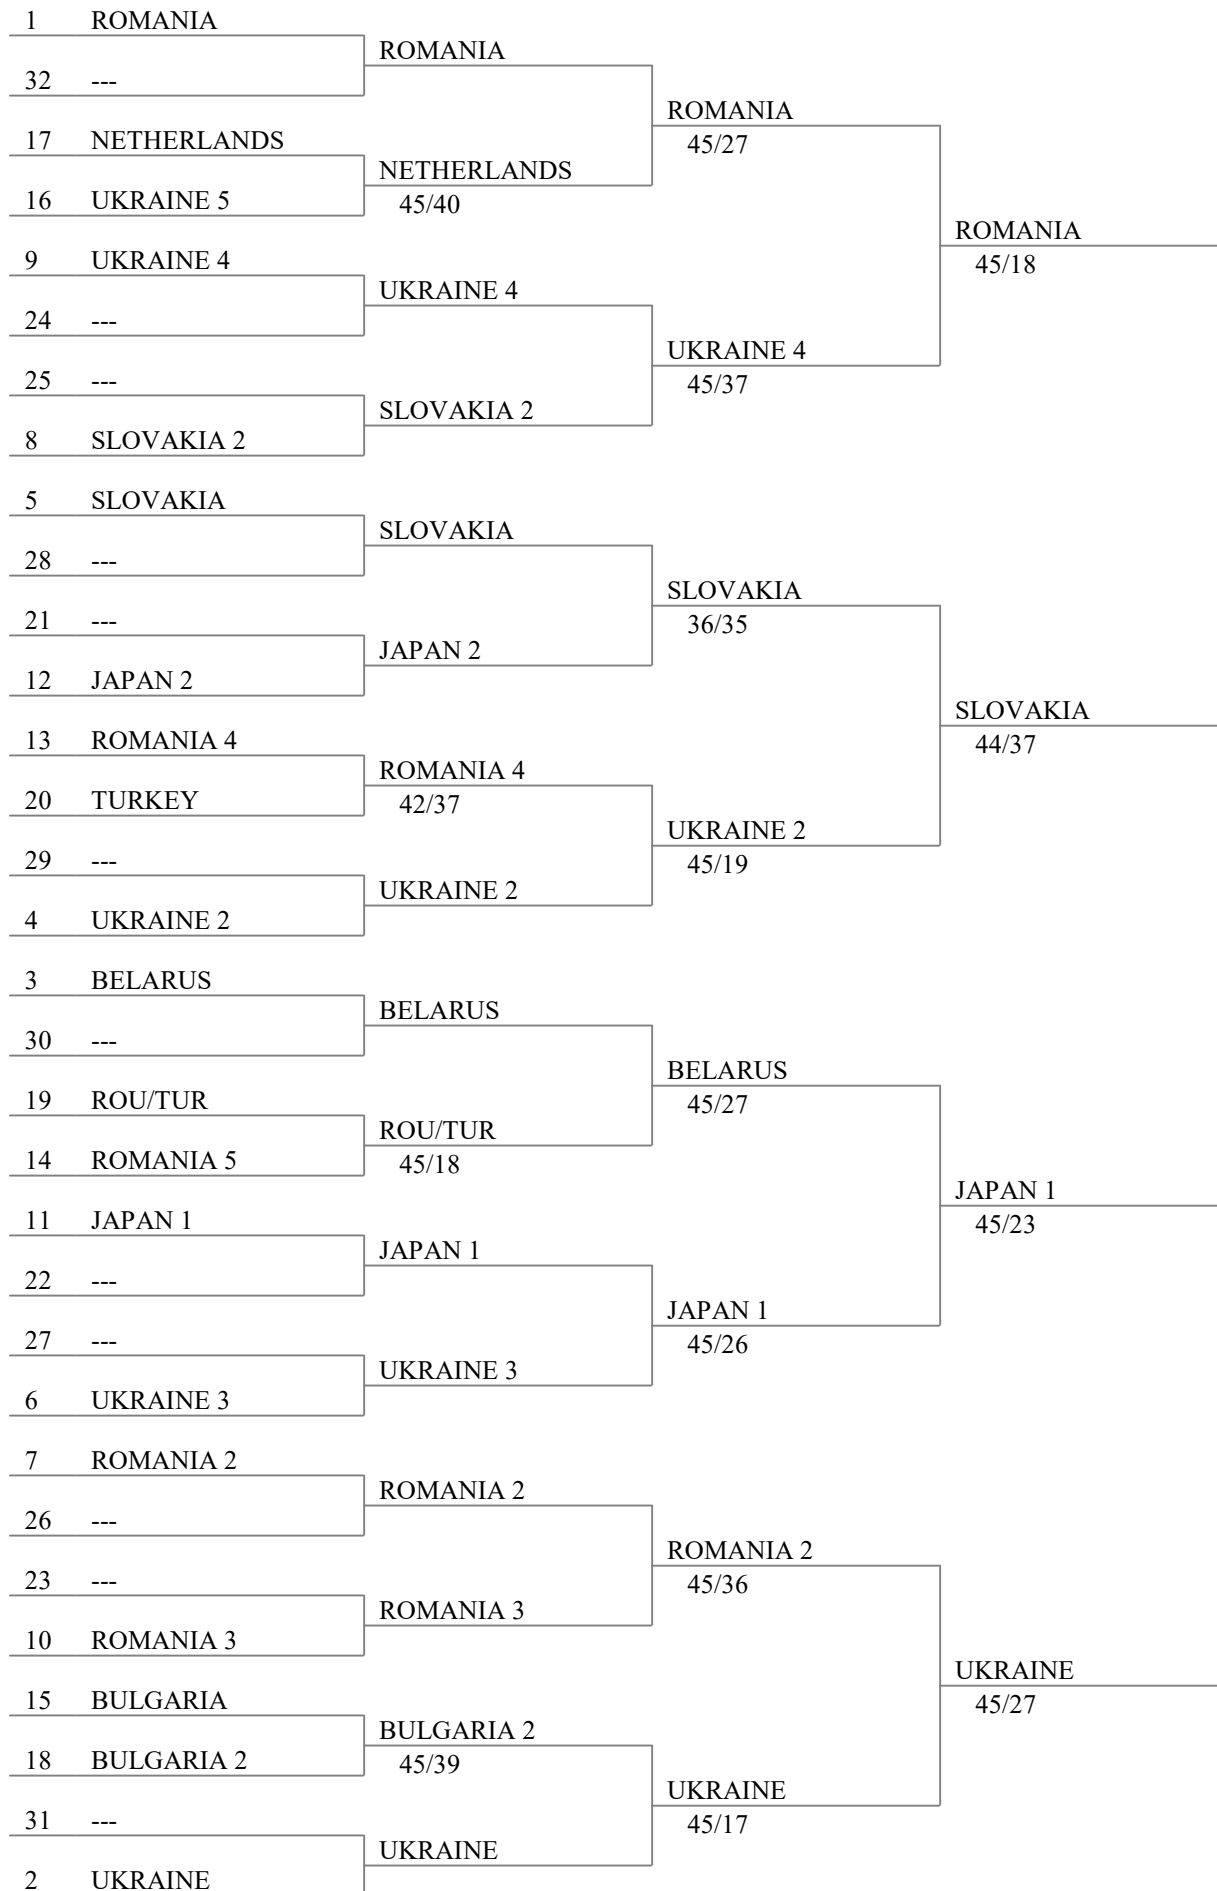 1 ROMANIA
ROMANIA
32 ---
ROMANIA
45/27
17 NETHERLANDS
NETHERLANDS
45/40
16 UKRAINE 5
ROMANIA
45/18
9 UKRAINE 4
UKRAINE 4
24 ---
UKRAINE 4
45/37
25 ---
SLOVAKIA 2
8 SLOVAKIA 2
5 SLOVAKIA
SLOVAKIA
28 ---
SLOVAKIA
36/35
21 ---
JAPAN 2
12 JAPAN 2
SLOVAKIA
44/37
13 ROMANIA 4
ROMANIA 4
42/37
20 TURKEY
UKRAINE 2
45/19
29 ---
UKRAINE 2
4 UKRAINE 2
3 BELARUS
BELARUS
30 ---
BELARUS
45/27
19 ROU/TUR
ROU/TUR
45/18
14 ROMANIA 5
JAPAN 1
45/23
11 JAPAN 1
JAPAN 1
22 ---
JAPAN 1
45/26
27 ---
UKRAINE 3
6 UKRAINE 3
7 ROMANIA 2
ROMANIA 2
26 ---
ROMANIA 2
45/36
23 ---
ROMANIA 3
10 ROMANIA 3
UKRAINE
45/27
15 BULGARIA
BULGARIA 2
45/39
18 BULGARIA 2
UKRAINE
45/17
31 ---
UKRAINE
2 UKRAINE